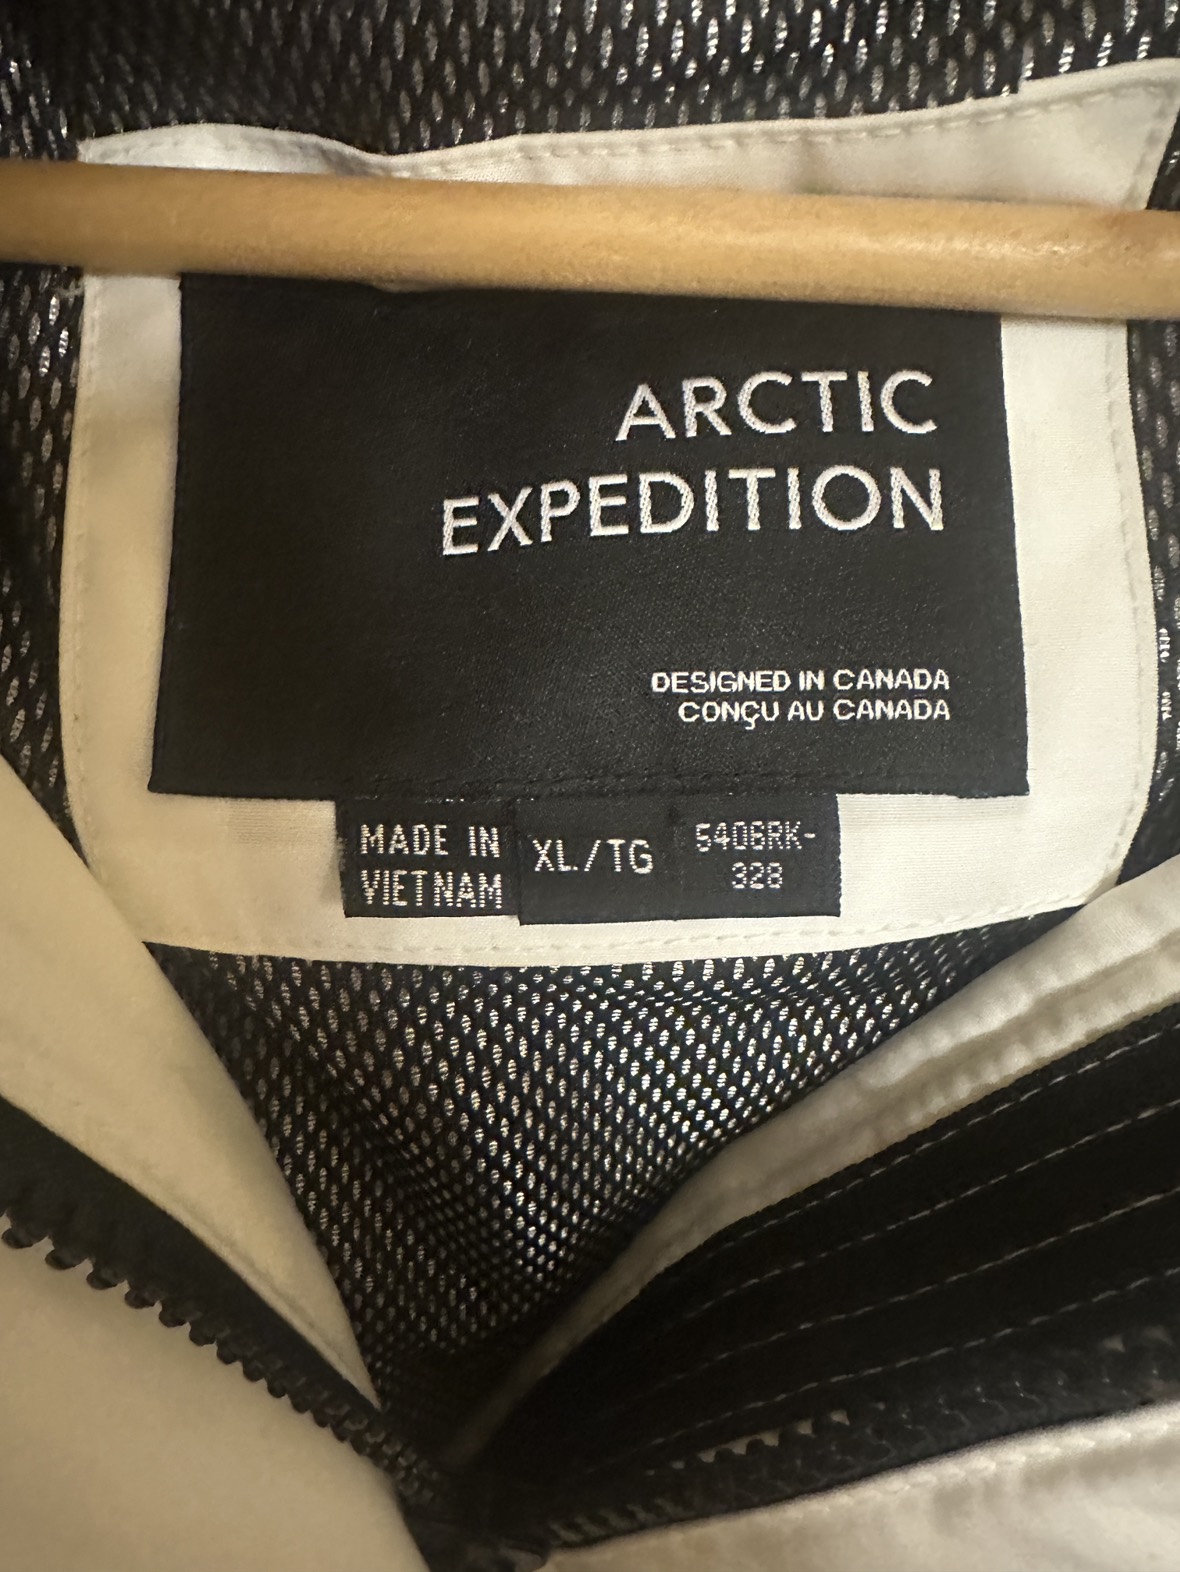 ARCTIC
EXPEDITION
DESIGNED IN CANADA
CONÇU AU CANADA
MADE IN
VIETNAM
XL/TG
5406RK-
328